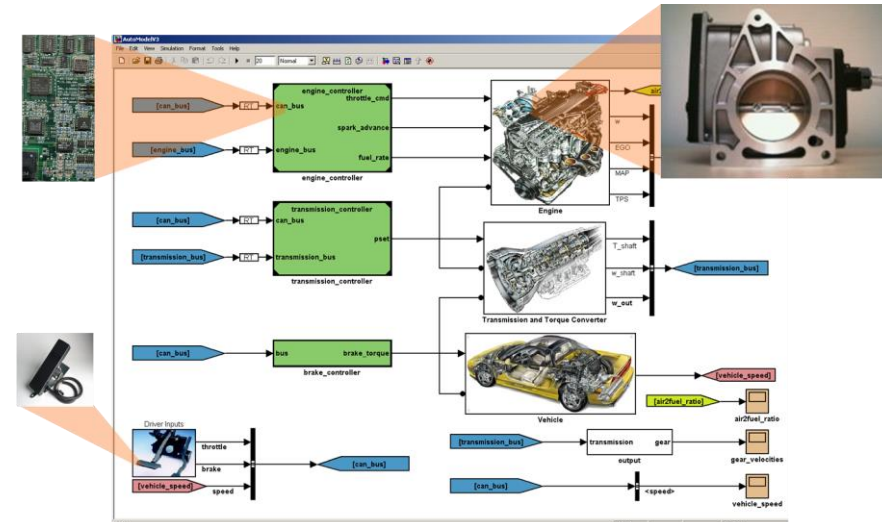 AutoModelV3
File Edit View Simulation Format Tools Help
20 Normal
engine_controller
[can_bus] RT can_bus throttle_cmd
spark_advance
[engine_bus] RT engine_bus
fuel_rate
engine_controller
air2
w
EGO
MAP
TPS
Engine
transmission_controller
[can_bus] RT can_bus
pset
[transmission_bus] RT transmission_bus
transmission_controller
T_shaft
w_shaft
w_out
[transmission_bus]
Transmission and Torque Converter
[can_bus] bus brake_torque
brake_controller
Vehicle
[vehicle_speed]
[air2fuel_ratio]
air2fuel_ratio
Driver Inputs
throttle
brake
[vehicle_speed] speed
[can_bus]
[transmission_bus] transmission gear
output
gear_velocities
[can_bus] <speed>
vehicle_speed